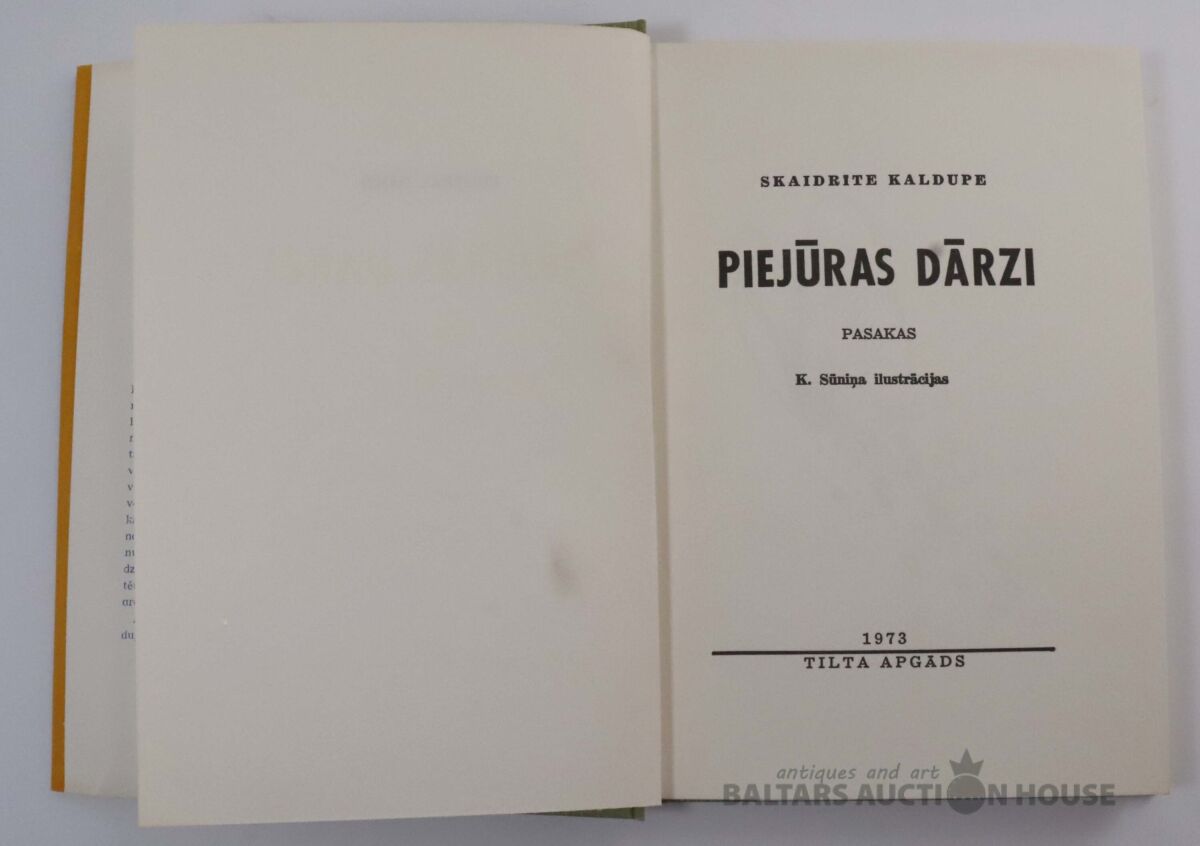 SKAIDRITE KALDUPE
PIEJŪRAS DĀRZI
PASAKAS
K. Sūniņa ilustrācijas
1973
TILTA APGĀDS
antiques and art
BALTARS AUCTION HOUSE